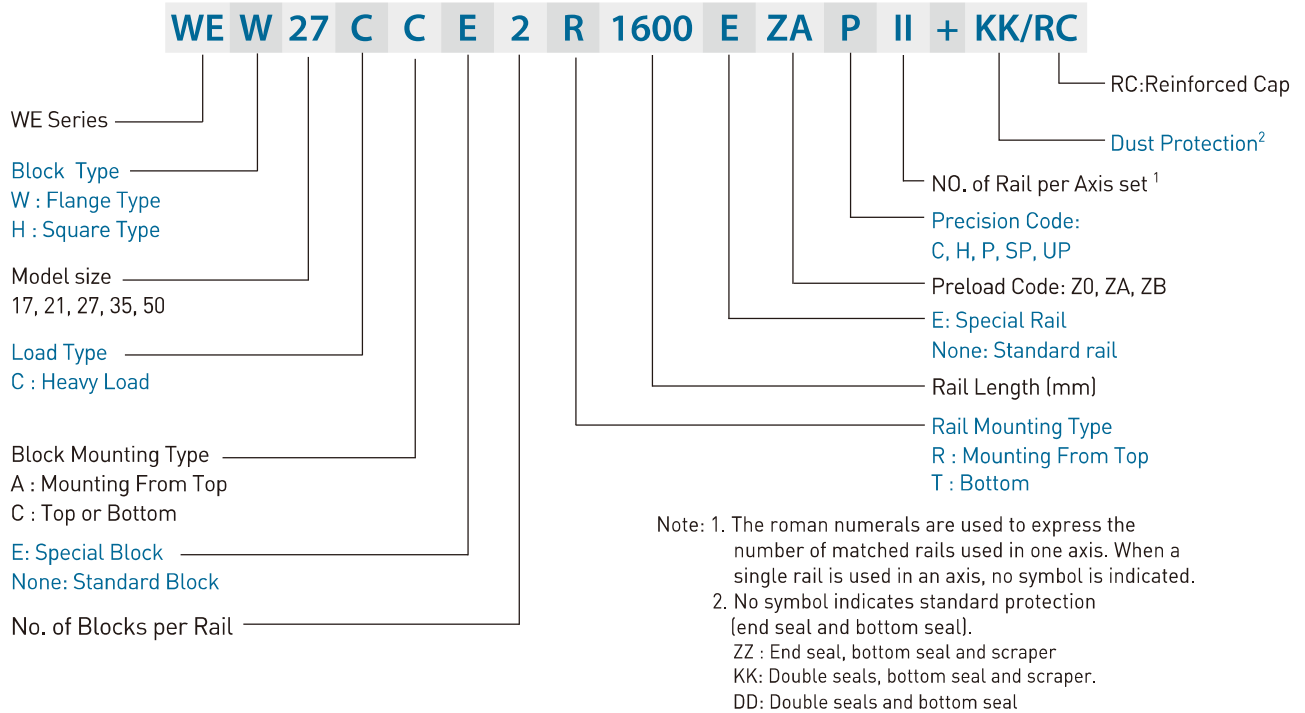 WE W 27 C C E 2 R 1600 E ZA P II + KK/RC
WE Series
Block Type
W : Flange Type
H : Square Type
Model size
17, 21, 27, 35, 50
Load Type
C : Heavy Load
Block Mounting Type
A : Mounting From Top
C : Top or Bottom
E: Special Block
None: Standard Block
No. of Blocks per Rail
RC:Reinforced Cap
Dust Protection²
NO. of Rail per Axis set ¹
Precision Code:
C, H, P, SP, UP
Preload Code: Z0, ZA, ZB
E: Special Rail
None: Standard rail
Rail Length (mm)
Rail Mounting Type
R : Mounting From Top
T : Bottom
Note: 1. The roman numerals are used to express the
number of matched rails used in one axis. When a
single rail is used in an axis, no symbol is indicated.
2. No symbol indicates standard protection
(end seal and bottom seal).
ZZ : End seal, bottom seal and scraper
KK: Double seals, bottom seal and scraper.
DD: Double seals and bottom seal